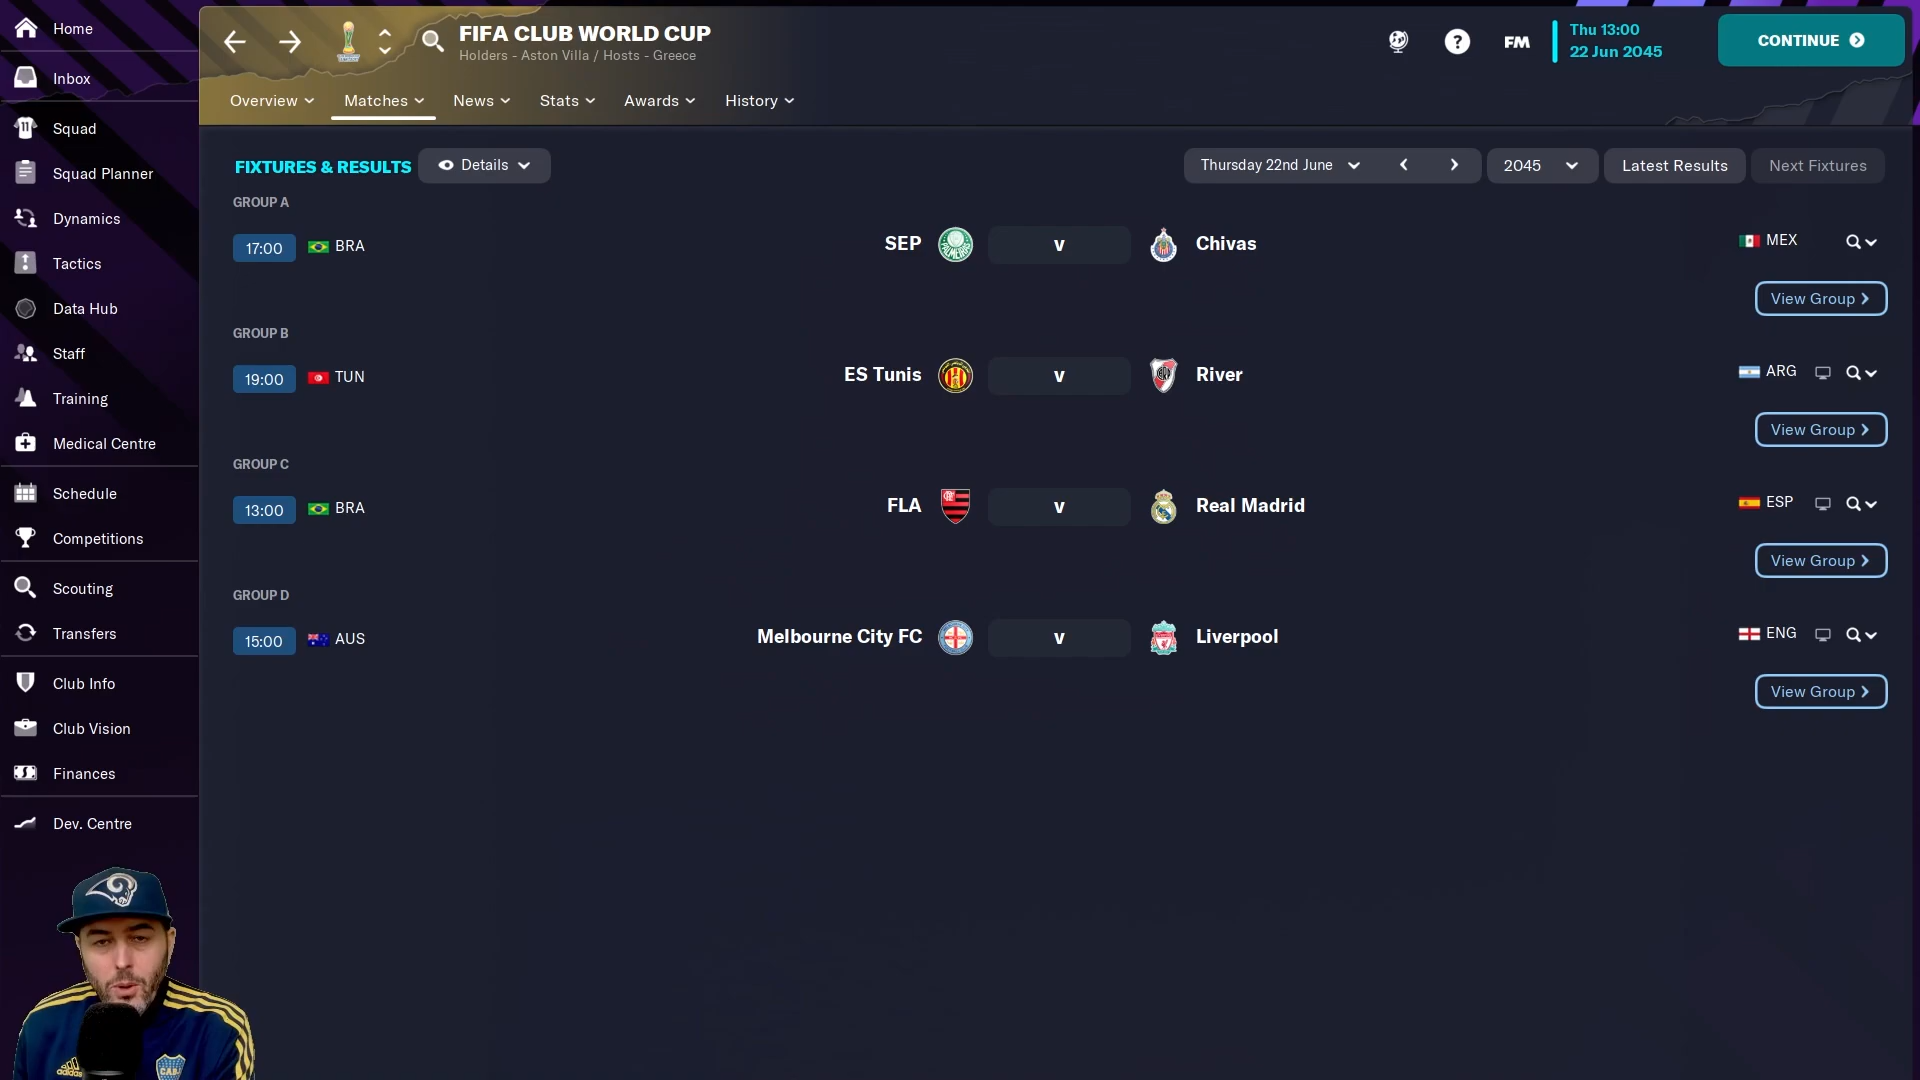 Home
Inbox
Squad
Squad Planner
Dynamics
Tactics
Data Hub
Staff
Training
Medical Centre
Schedule
Competitions
Scouting
Transfers
Club Info
Club Vision
Finances
Dev. Centre
FIFA CLUB WORLD CUP
Holders - Aston Villa / Hosts - Greece
FM
Thu 13:00
22 Jun 2045
CONTINUE
Overview Matches News Stats Awards History
FIXTURES & RESULTS Details Thursday 22nd June 2045 Latest Results Next Fixtures
GROUP A
17:00 BRA SEP v Chivas MEX
View Group
GROUP B
19:00 TUN ES Tunis v River ARG
View Group
GROUP C
13:00 BRA FLA v Real Madrid ESP
View Group
GROUP D
15:00 AUS Melbourne City FC v Liverpool ENG
View Group
adidas
CABJ